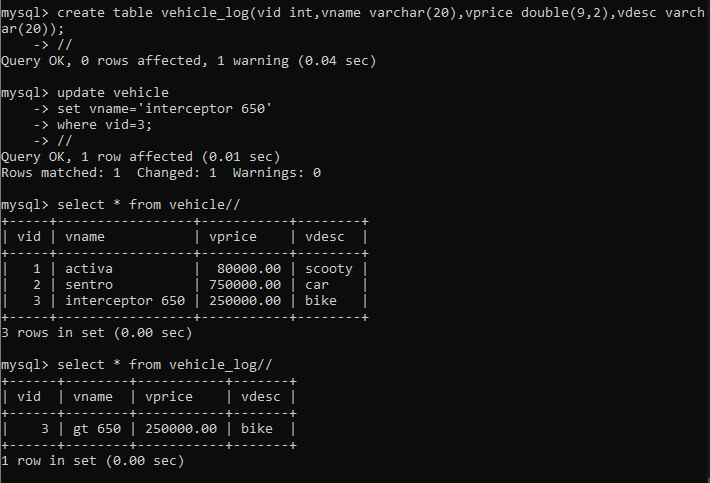 mysql> create table vehicle_log(vid int,vname varchar(20),vprice double(9,2),vdesc varch
ar(20));
    -> //
Query OK, 0 rows affected, 1 warning (0.04 sec)

mysql> update vehicle
    -> set vname='interceptor 650'
    -> where vid=3;
    -> //
Query OK, 1 row affected (0.01 sec)
Rows matched: 1  Changed: 1  Warnings: 0

mysql> select * from vehicle//
+-----+-----------------+-----------+--------+
| vid | vname           | vprice    | vdesc  |
+-----+-----------------+-----------+--------+
|   1 | activa          |  80000.00 | scooty |
|   2 | sentro          | 750000.00 | car    |
|   3 | interceptor 650 | 250000.00 | bike   |
+-----+-----------------+-----------+--------+
3 rows in set (0.00 sec)

mysql> select * from vehicle_log//
+------+--------+-----------+-------+
| vid  | vname  | vprice    | vdesc |
+------+--------+-----------+-------+
|    3 | gt 650 | 250000.00 | bike  |
+------+--------+-----------+-------+
1 row in set (0.00 sec)